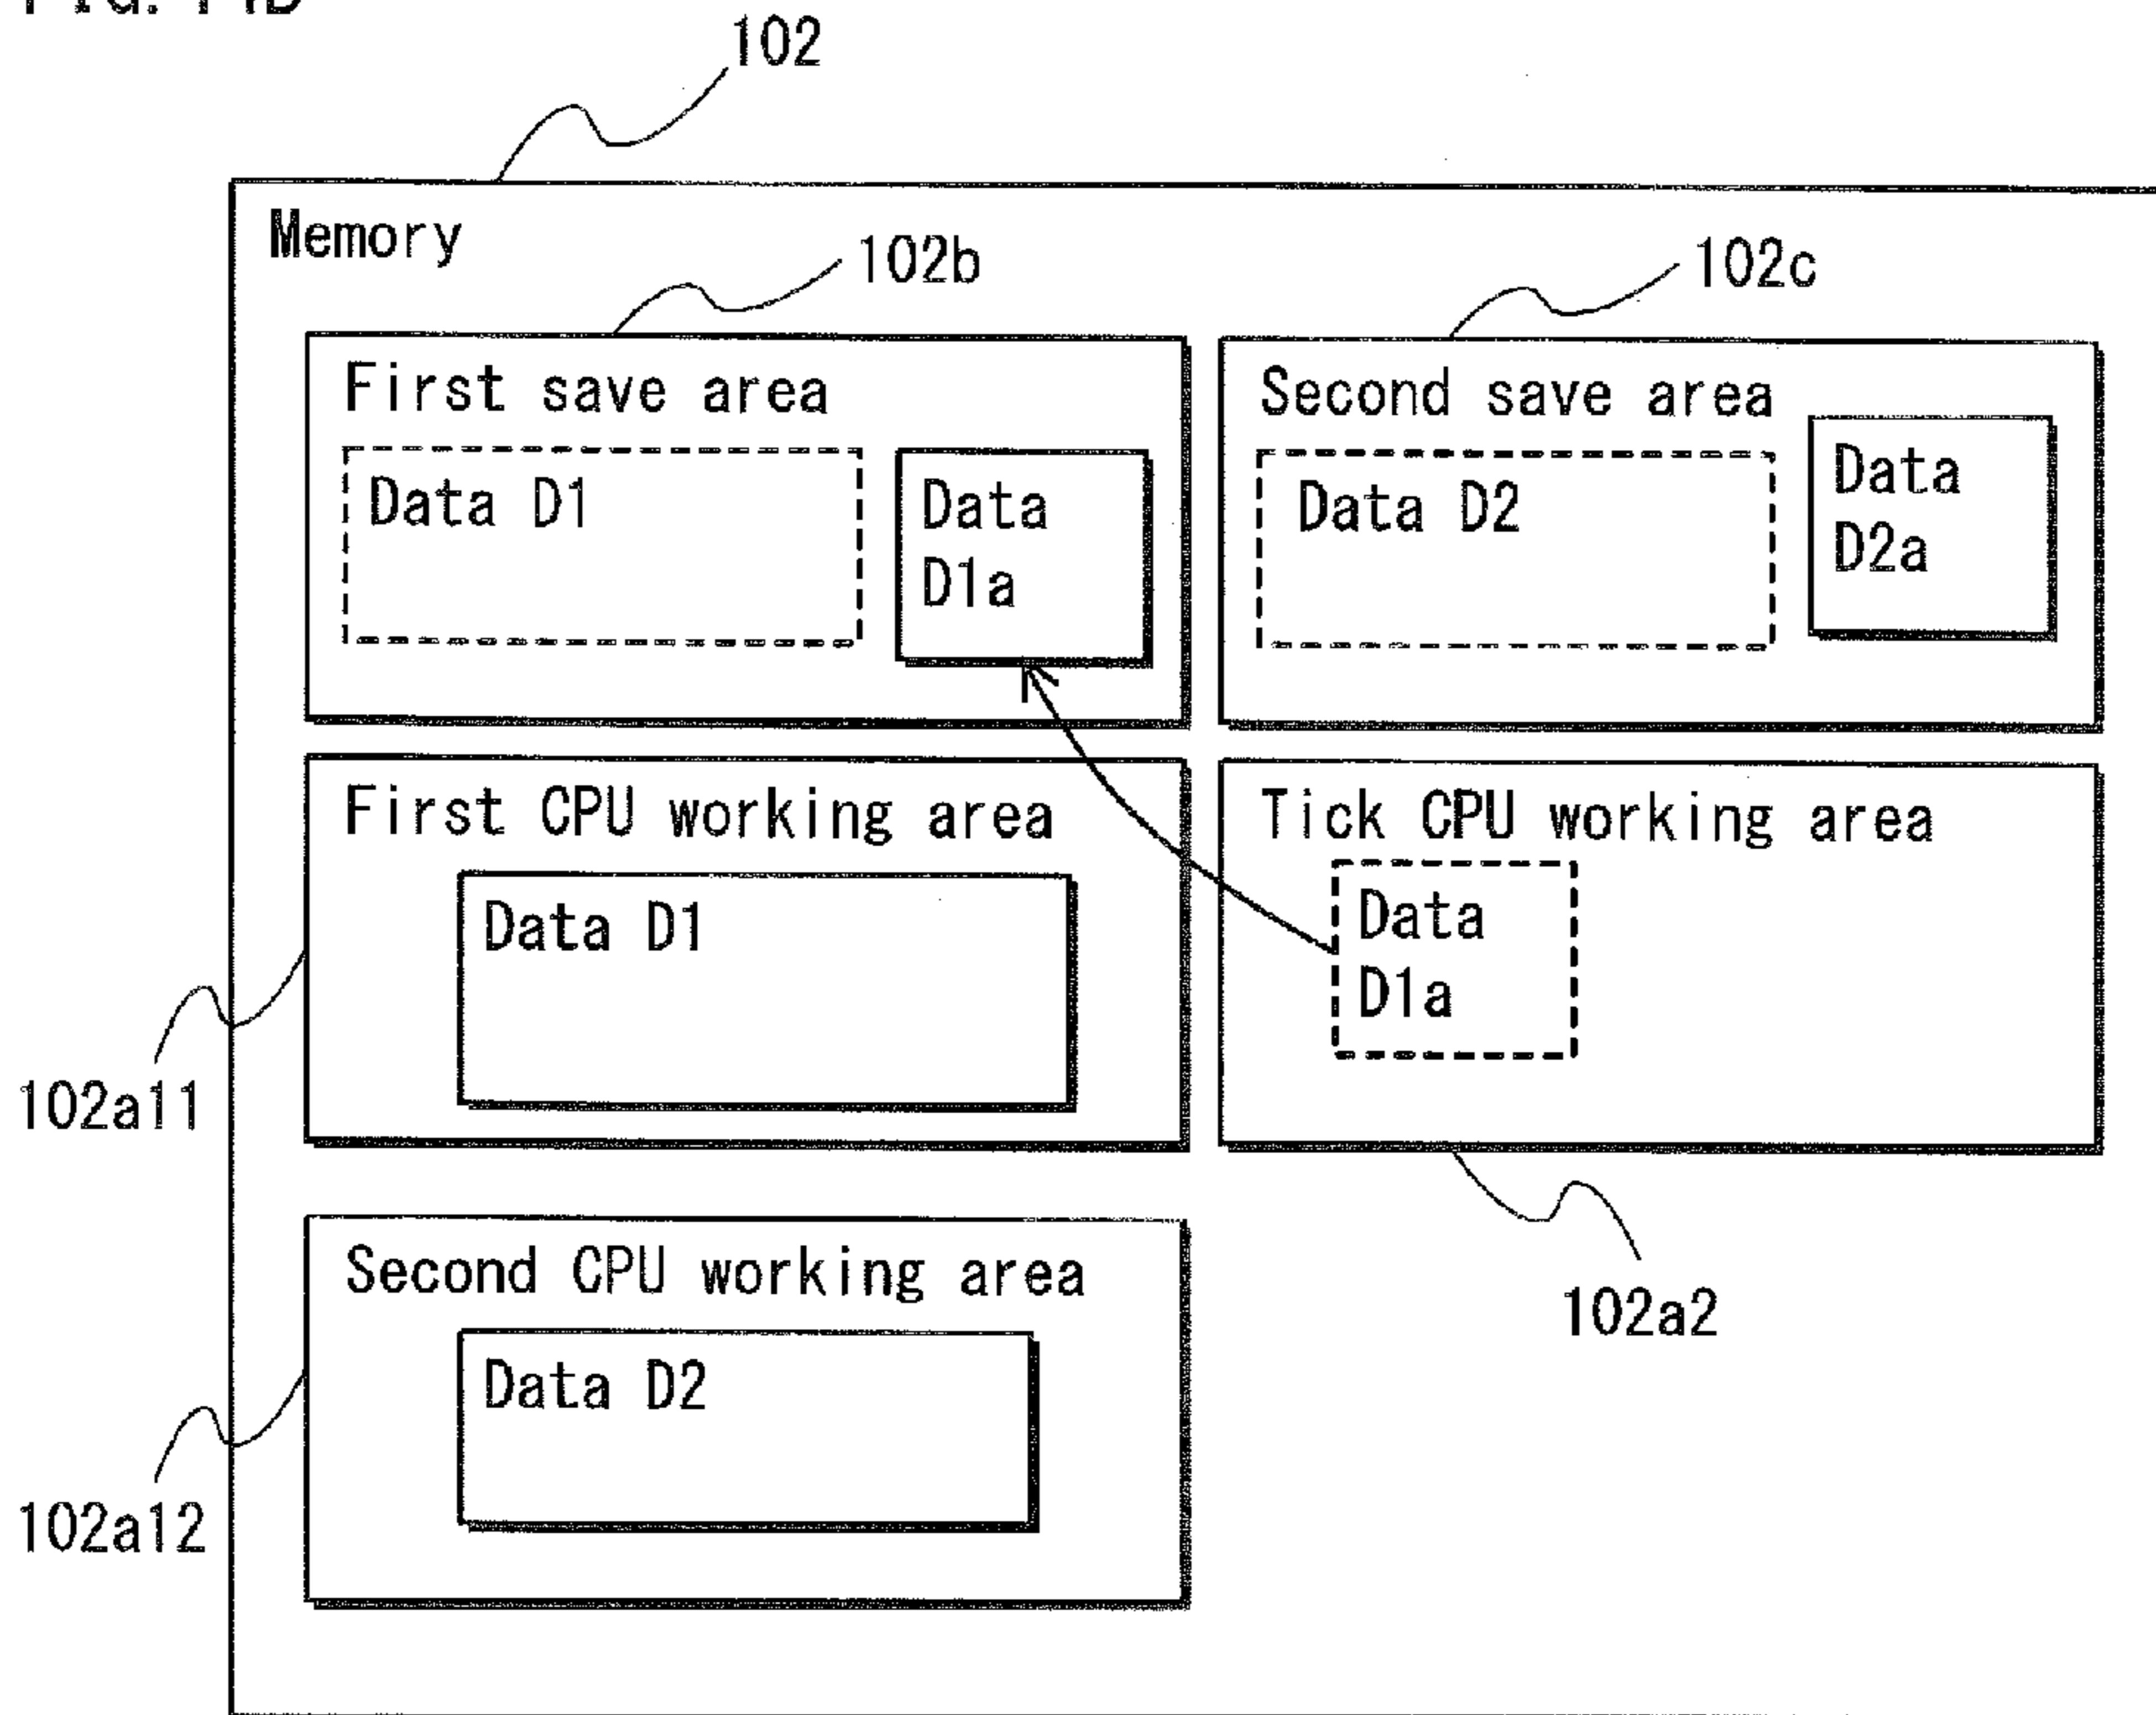 102
Memory
102b
102c
First save area
Second save area
Data D1
Data
D1a
Data D2
Data
D2a
First CPU working area
Tick CPU working area
Data D1
Data
D1a
102a11
Second CPU working area
102a2
Data D2
102a12